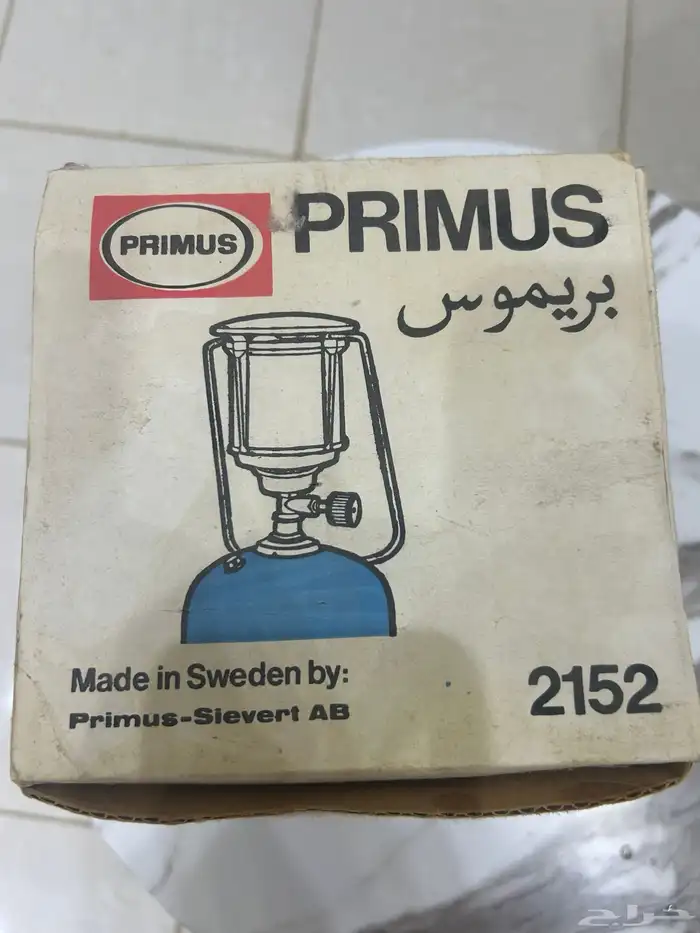 PRIMUS
PRIMUS
بريموس
Made in Sweden by:
Primus-Sievert AB
2152
حراج